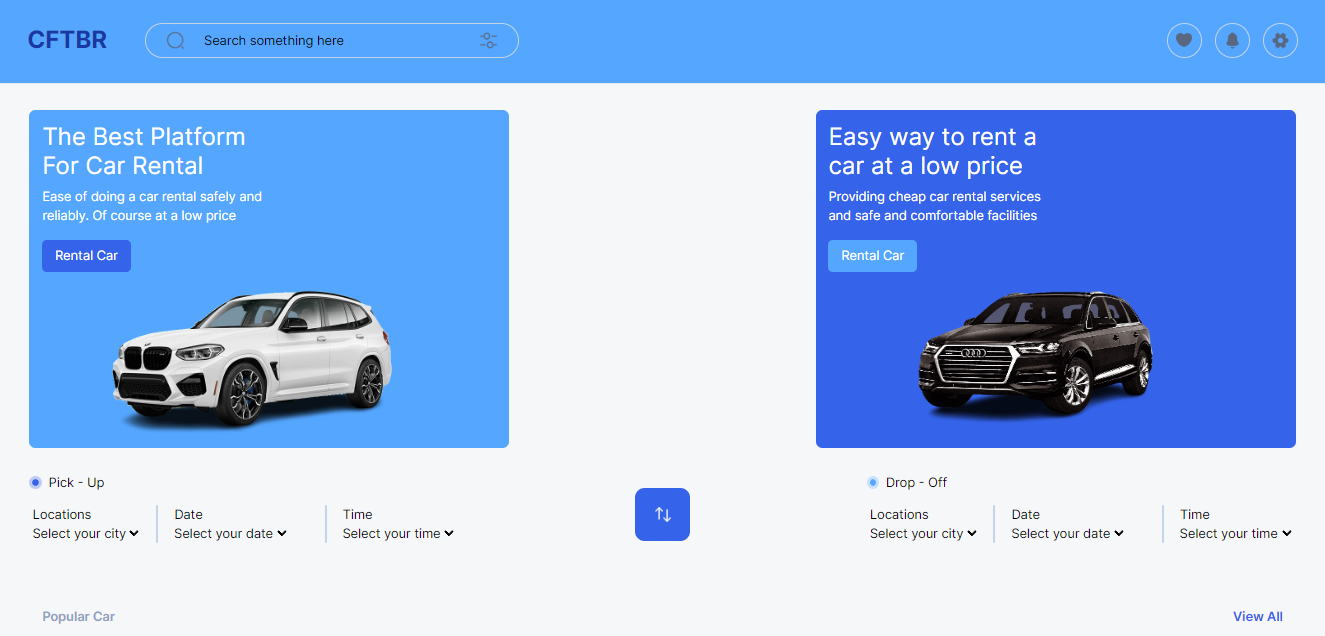 CFTBR
Search something here
The Best Platform
For Car Rental
Ease of doing a car rental safely and
reliably. Of course at a low price
Rental Car
Easy way to rent a
car at a low price
Providing cheap car rental services
and safe and comfortable facilities
Rental Car
Pick - Up
Locations
Select your city
Date
Select your date
Time
Select your time
Drop - Off
Locations
Select your city
Date
Select your date
Time
Select your time
Popular Car
View All